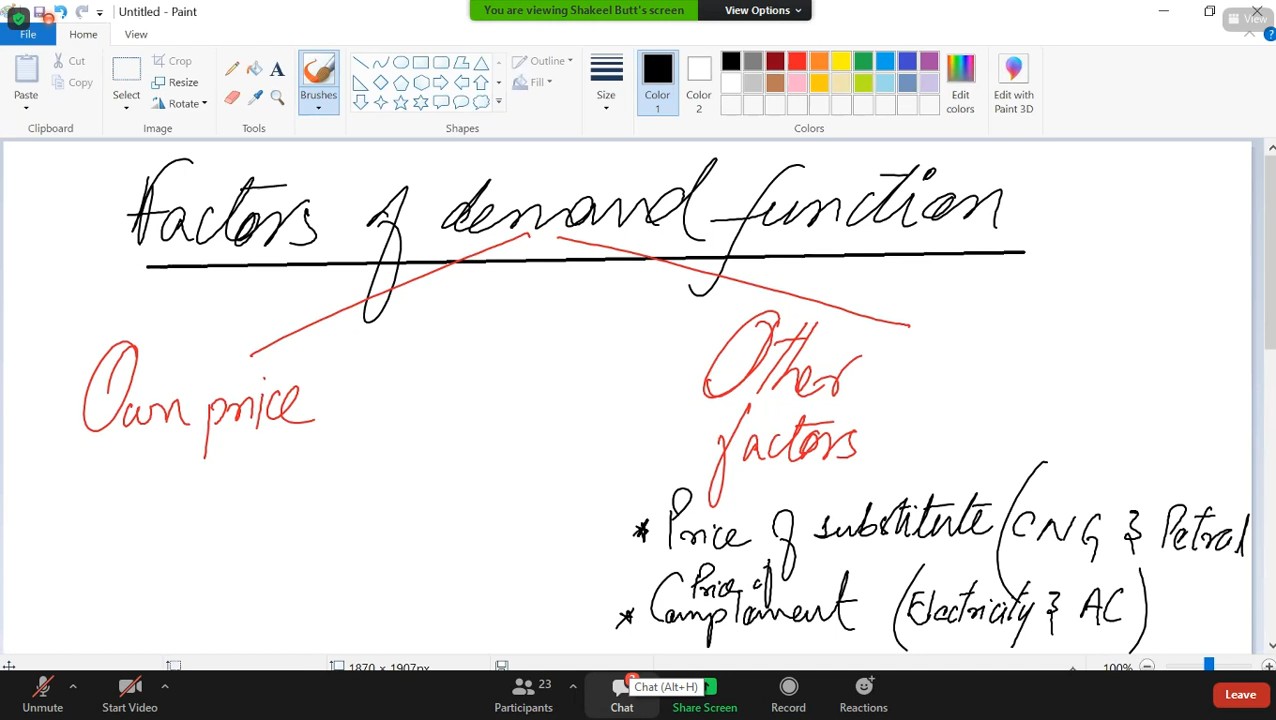 Untitled - Paint
You are viewing Shakeel Butt's screen
View Options
View
File
Home
View
Paste
Cut
Copy
Clipboard
Select
Crop
Resize
Rotate
Image
Tools
Brushes
Shapes
Outline
Fill
Size
Color 1
Color 2
Colors
Edit colors
Edit with Paint 3D
Factors of demand function
Own price
Other
factors
* Price of substitute (CNG & Petrol
Price of
* Complament (Electricity & AC)
1870 × 1907px
100%
Unmute
Start Video
23
Participants
Chat
Chat (Alt+H)
Share Screen
Record
Reactions
Leave